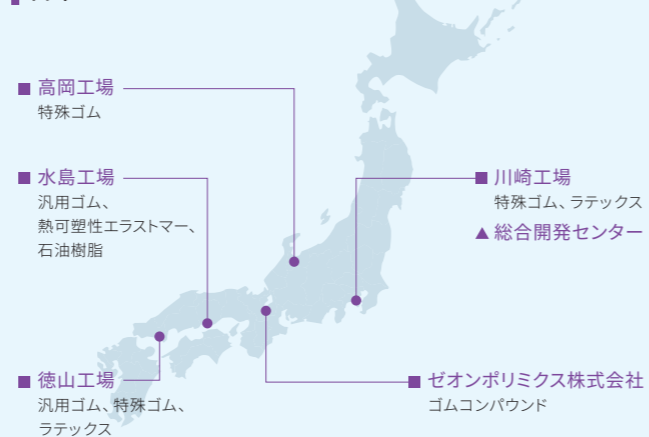 ■ 高岡工場
特殊ゴム
■ 水島工場
汎用ゴム、
熱可塑性エラストマー、
石油樹脂
■ 川崎工場
特殊ゴム、ラテックス
▲ 総合開発センター
■ 徳山工場
汎用ゴム、特殊ゴム、
ラテックス
■ ゼオンポリミクス株式会社
ゴムコンパウンド